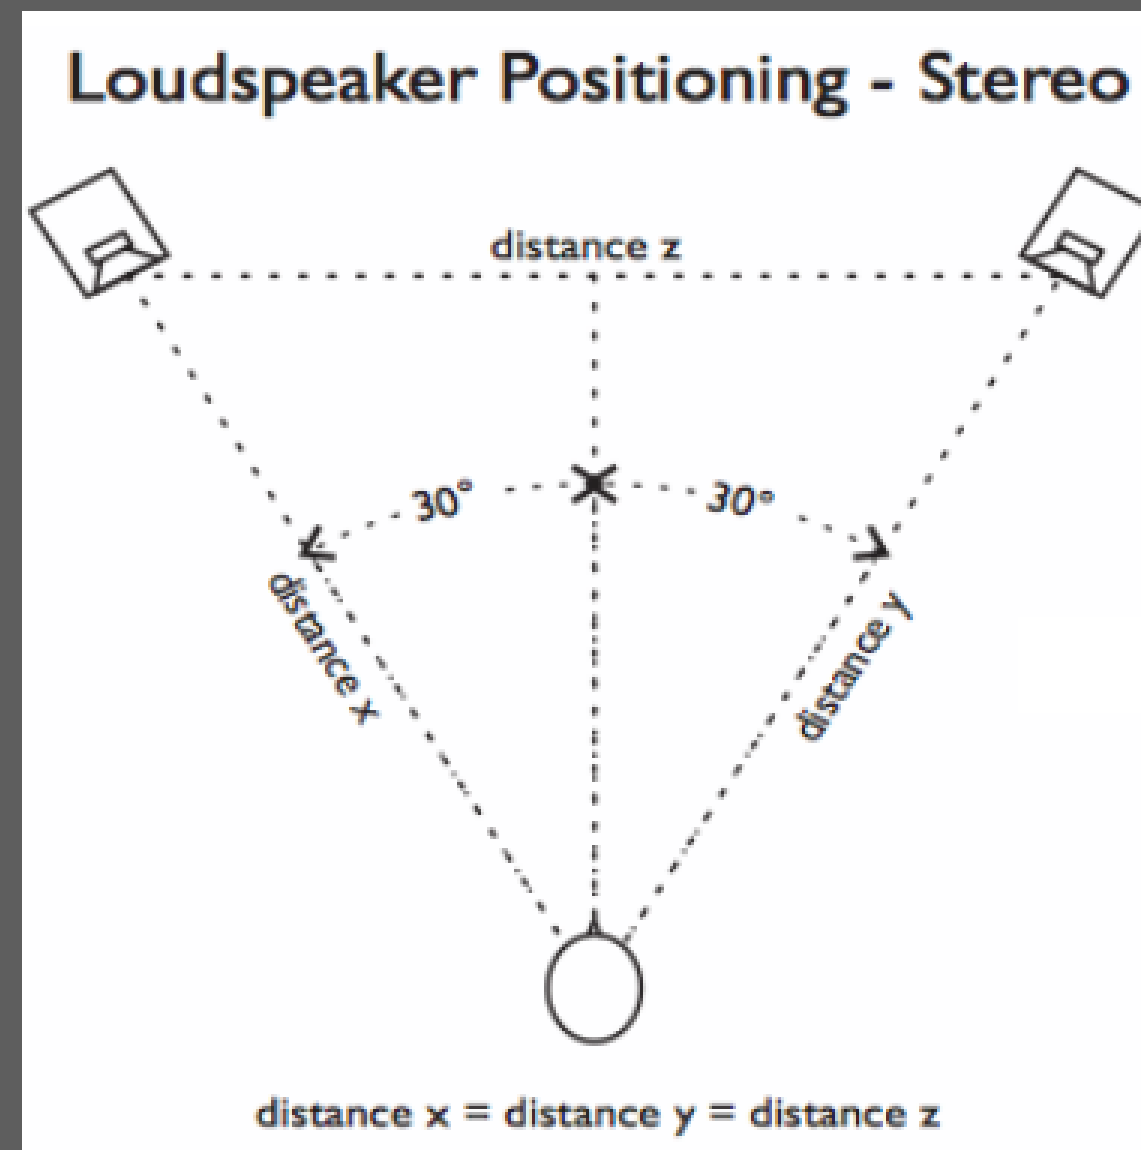 Loudspeaker Positioning - Stereo
distance z
30°
30°
distance x
distance y
distance x = distance y = distance z